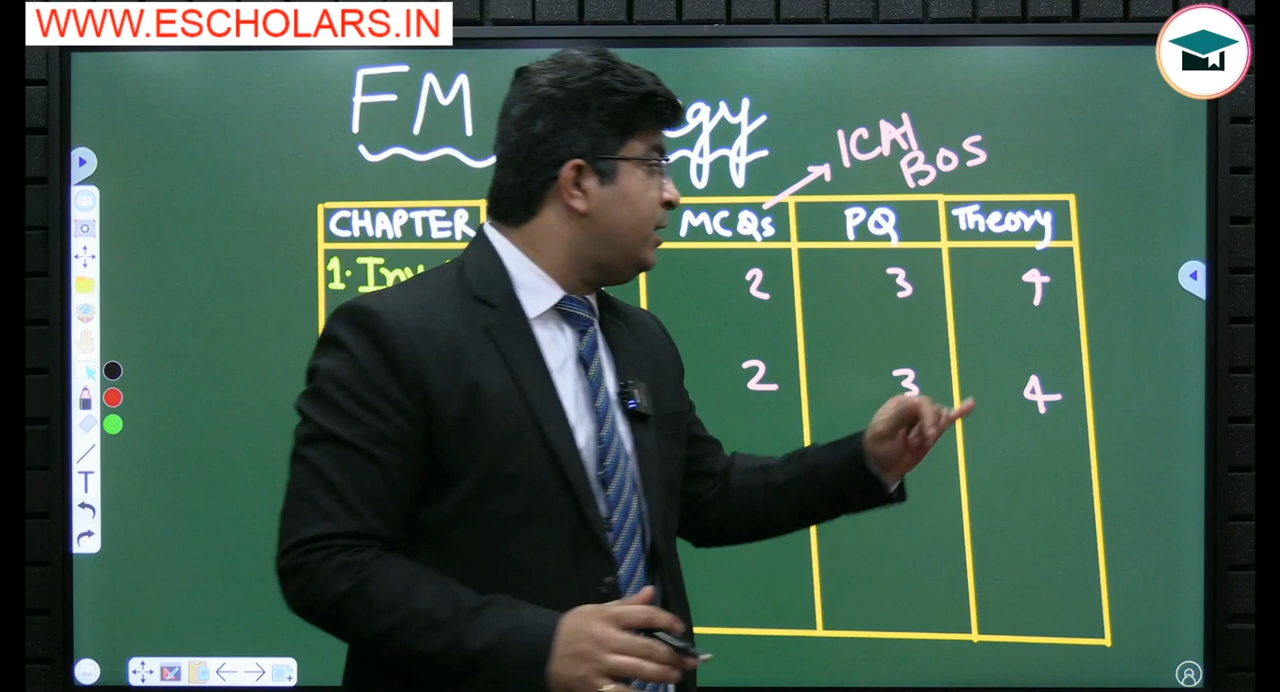 WWW.ESCHOLARS.IN
FM
ICAI
BOS
CHAPTER MCQs PQ Theory
1. 2 3 4
2 3 4